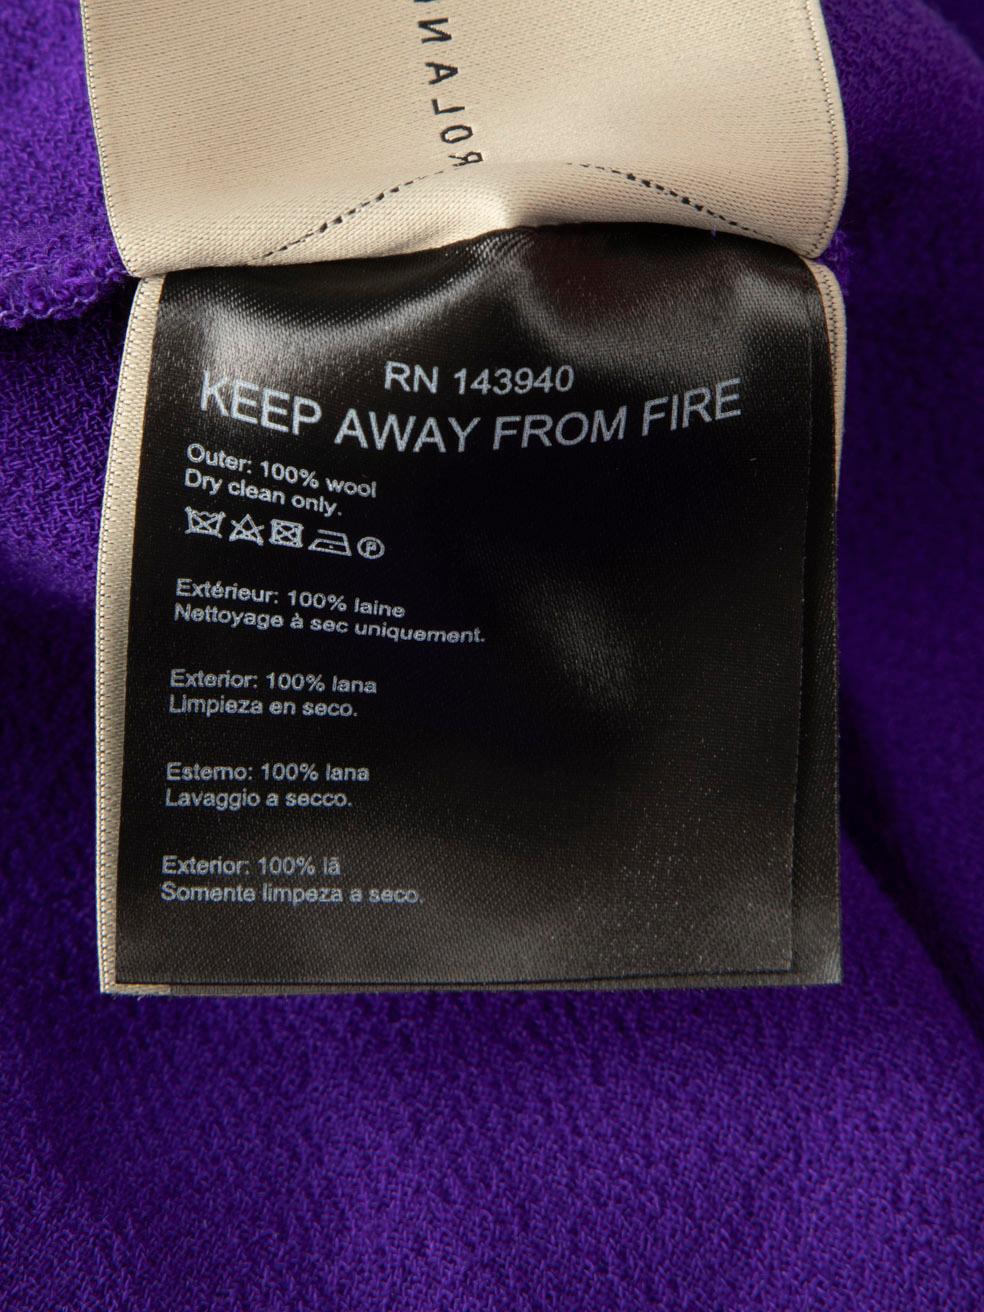 ROLAN
RN 143940
KEEP AWAY FROM FIRE
Outer: 100% wool
Dry clean only.
P
Extérieur: 100% laine
Nettoyage à sec uniquement.
Exterior: 100% lana
Limpieza en seco.
Esterno: 100% lana
Lavaggio a secco.
Exterior: 100% lã
Somente limpeza a seco.